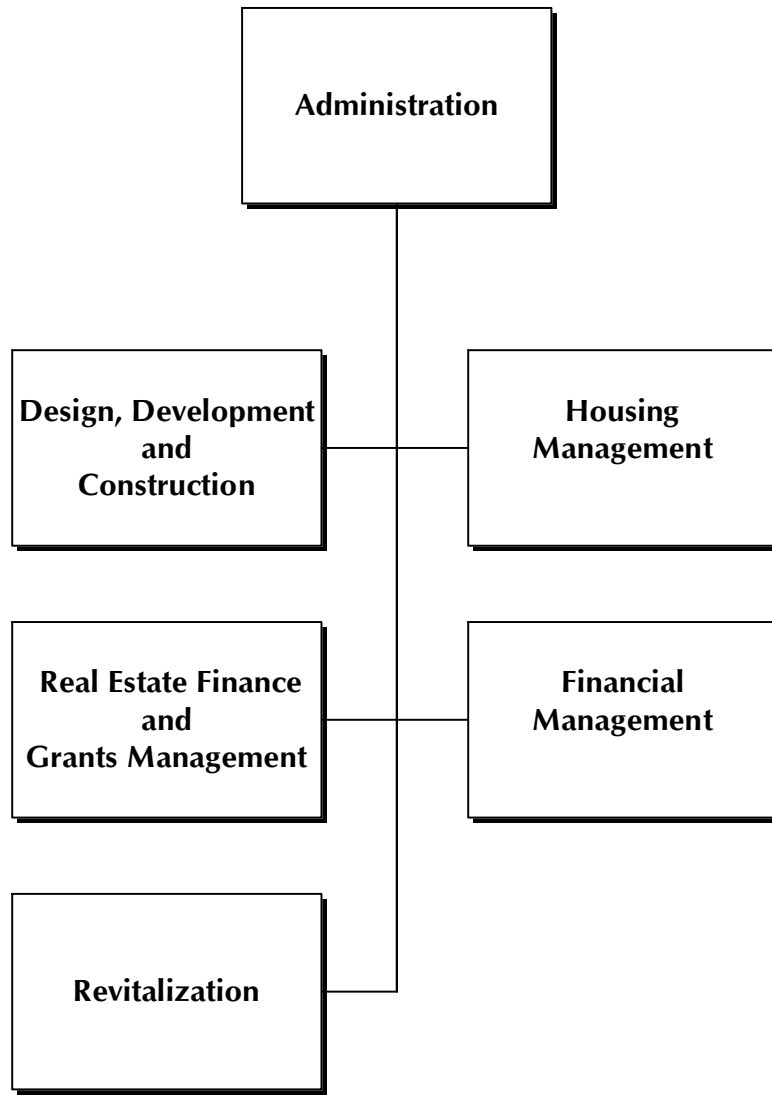 Administration
Design, Development
and
Construction
Housing
Management
Real Estate Finance
and
Grants Management
Financial
Management
Revitalization